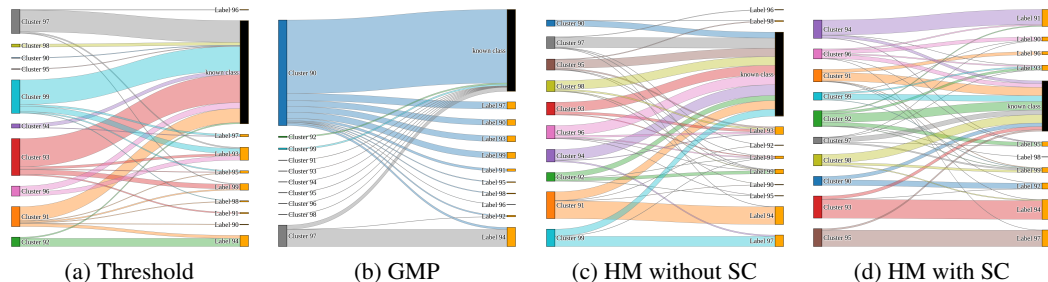 Cluster 97
Cluster 98
Cluster 90
Cluster 95
Cluster 99
Cluster 94
Cluster 93
Cluster 96
Cluster 91
Cluster 92
Label 96
known class
Label 97
Label 93
Label 95
Label 99
Label 98
Label 91
Label 90
Label 94
(a) Threshold
Cluster 90
Cluster 92
Cluster 99
Cluster 91
Cluster 93
Cluster 94
Cluster 95
Cluster 96
Cluster 98
Cluster 97
known class
Label 97
Label 90
Label 93
Label 99
Label 91
Label 95
Label 98
Label 96
Label 92
Label 94
(b) GMP
Cluster 90
Cluster 97
Cluster 95
Cluster 98
Cluster 93
Cluster 96
Cluster 94
Cluster 92
Cluster 91
Cluster 99
Label 96
Label 98
known class
Label 93
Label 92
Label
Label
Label 90
Label 95
Label 94
Label 97
(c) HM without SC
Cluster 94
Cluster 96
Cluster 91
Cluster 99
Cluster 92
Cluster 97
Cluster 98
Cluster 90
Cluster 93
Cluster 95
Label 91
Label 90
Label 96
Label 93
known class
Label 95
Label 98
Label 99
Label 92
Label 94
Label 97
(d) HM with SC